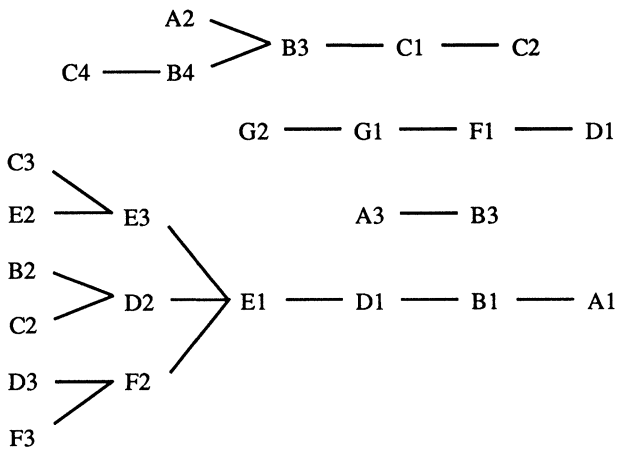 A2
B3 C1 C2
C4 B4
G2 G1 F1 D1
C3
E2 E3 A3 B3
B2
D2 E1 D1 B1 A1
C2
D3 F2
F3